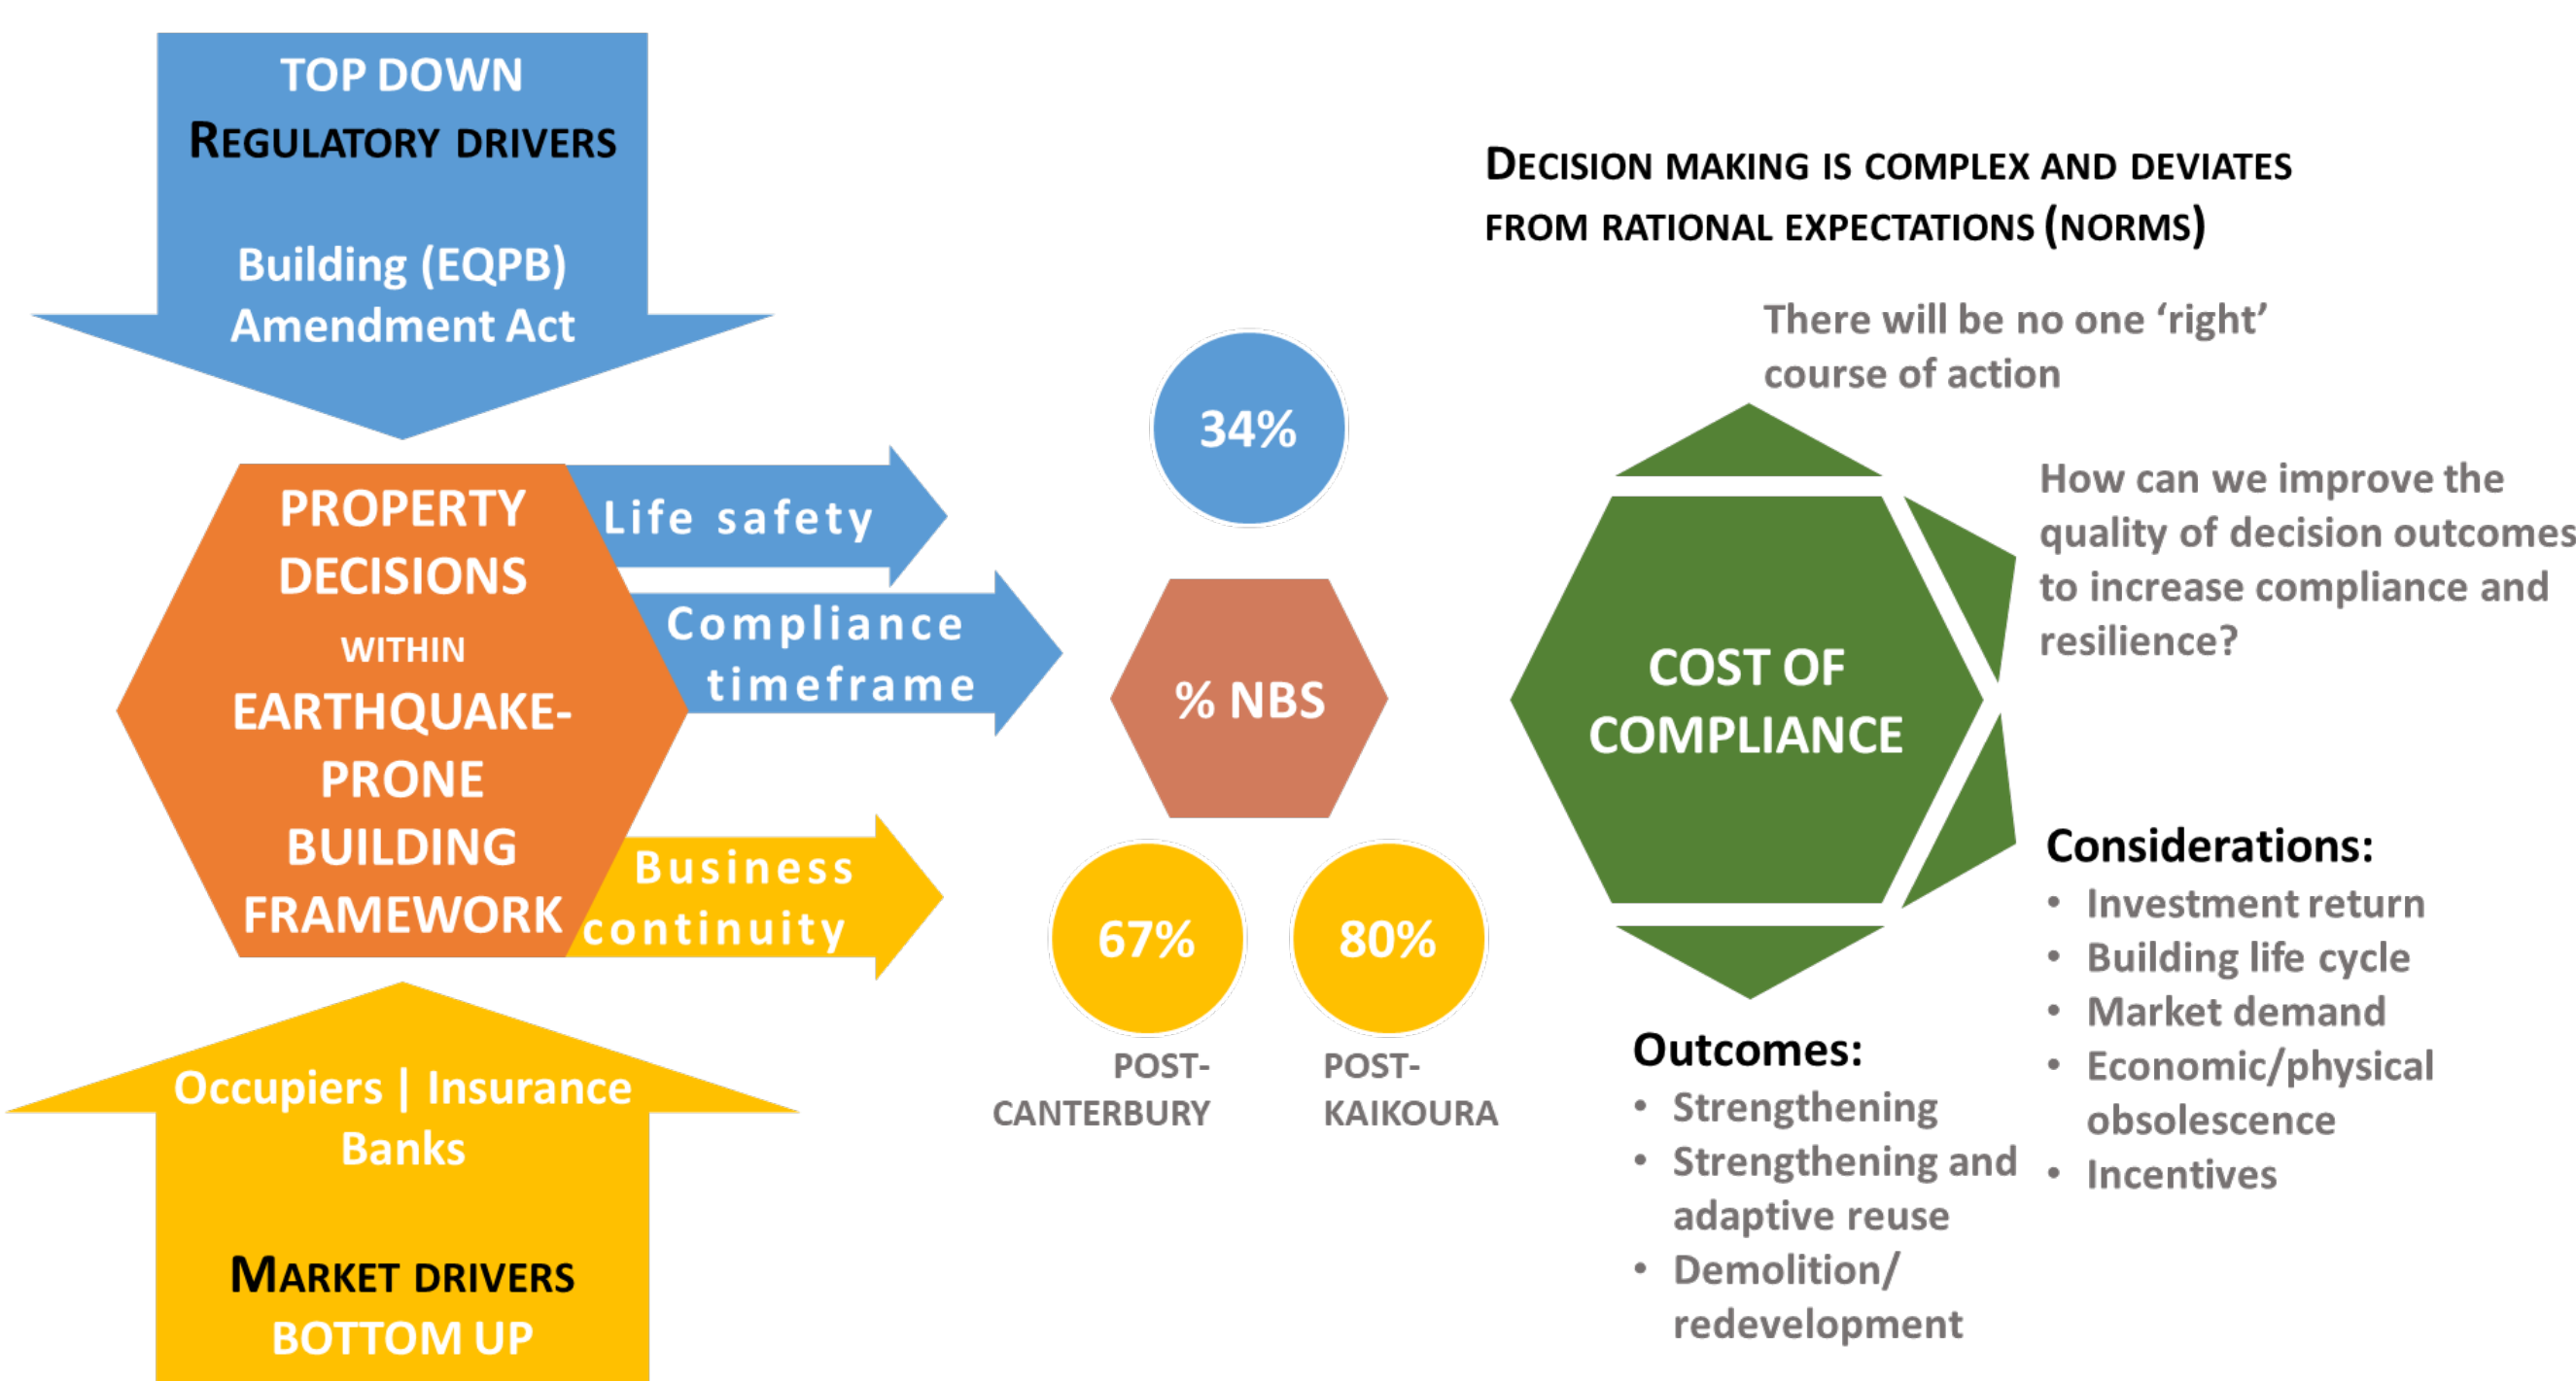 TOP DOWN
REGULATORY DRIVERS
Building (EQPB)
Amendment Act
PROPERTY
DECISIONS
WITHIN
EARTHQUAKE-
PRONE
BUILDING
FRAMEWORK
Life safety
Compliance
timeframe
Business
continuity
Occupiers | Insurance
Banks
MARKET DRIVERS
BOTTOM UP
34%
% NBS
67%
80%
POST-
CANTERBURY
POST-
KAIKOURA
DECISION MAKING IS COMPLEX AND DEVIATES
FROM RATIONAL EXPECTATIONS (NORMS)
There will be no one ‘right’
course of action
How can we improve the
quality of decision outcomes
to increase compliance and
resilience?
COST OF
COMPLIANCE
Considerations:
• Investment return
• Building life cycle
• Market demand
• Economic/physical
obsolescence
• Incentives
Outcomes:
• Strengthening
• Strengthening and
adaptive reuse
• Demolition/
redevelopment